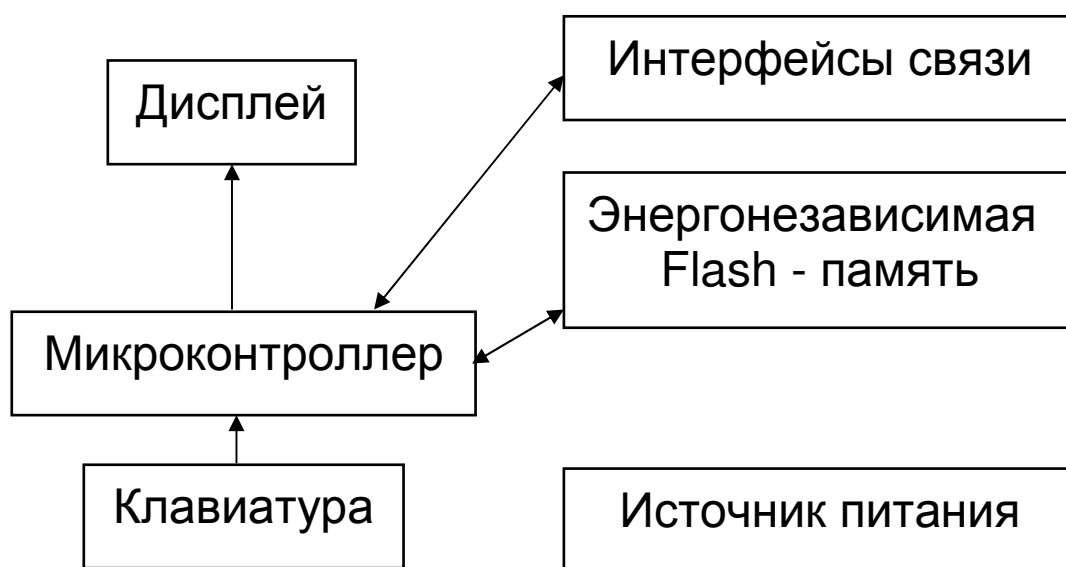 Дисплей
Интерфейсы связи
Энергонезависимая
Flash - память
Микроконтроллер
Клавиатура
Источник питания